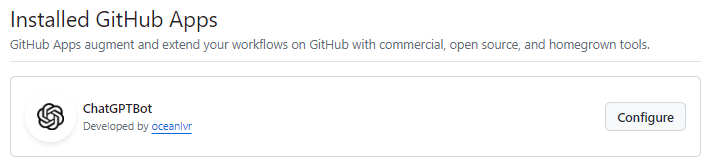 Installed GitHub Apps
GitHub Apps augment and extend your workflows on GitHub with commercial, open source, and homegrown tools.
ChatGPTBot
Developed by oceanlvr
Configure